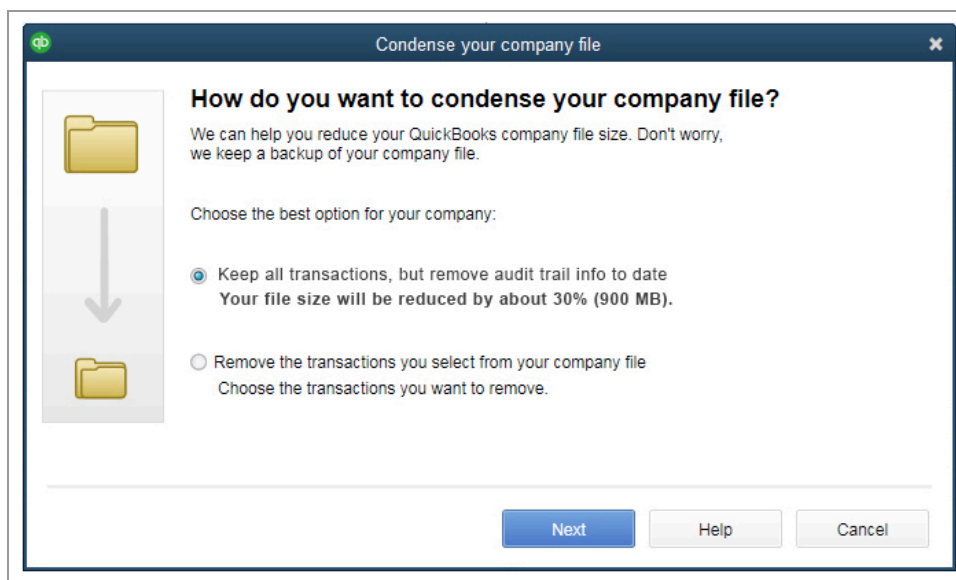 qb
Condense your company file
How do you want to condense your company file?
We can help you reduce your QuickBooks company file size. Don't worry,
we keep a backup of your company file.
Choose the best option for your company:
Keep all transactions, but remove audit trail info to date
Your file size will be reduced by about 30% (900 MB).
Remove the transactions you select from your company file
Choose the transactions you want to remove.
Next
Help
Cancel